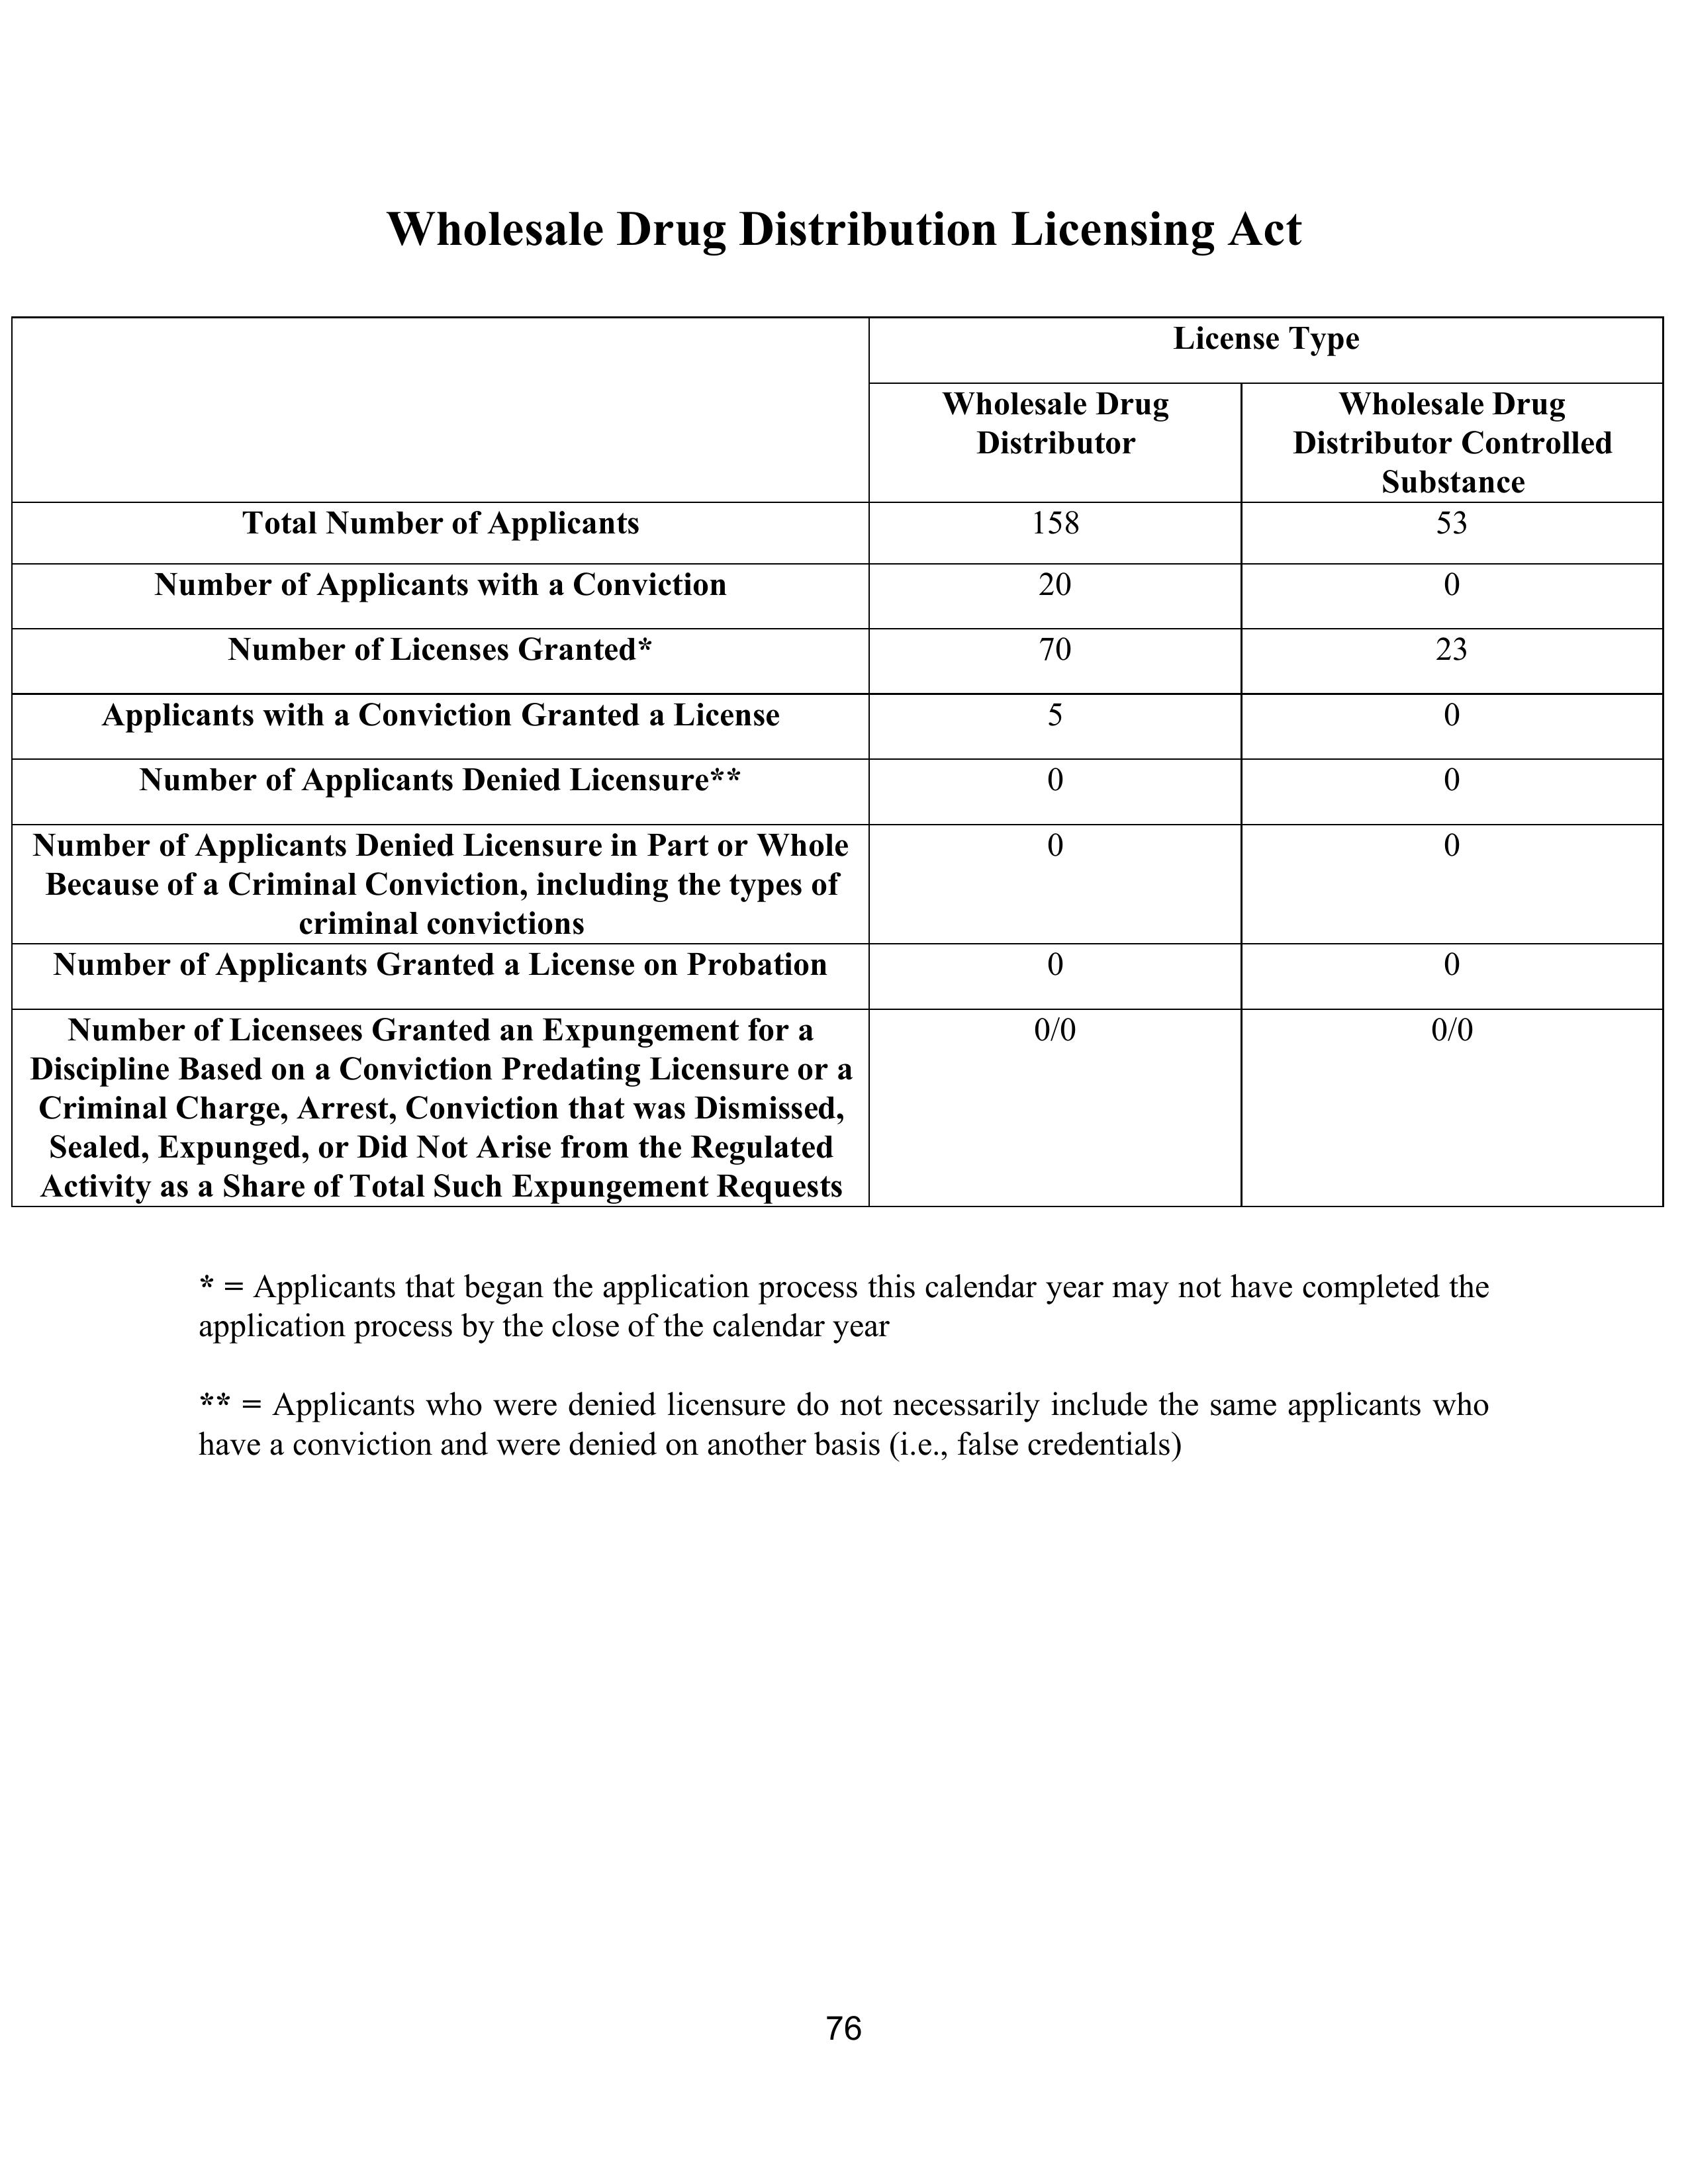 Wholesale Drug Distribution Licensing Act
License Type
Wholesale Drug
Distributor
Wholesale Drug
Distributor Controlled
Substance
Total Number of Applicants
158
53
Number of Applicants with a Conviction
20
0
Number of Licenses Granted*
70
23
Applicants with a Conviction Granted a License
5
0
Number of Applicants Denied Licensure**
0
0
Number of Applicants Denied Licensure in Part or Whole
Because of a Criminal Conviction, including the types of
criminal convictions
0
0
Number of Applicants Granted a License on Probation
0
0
Number of Licensees Granted an Expungement for a
Discipline Based on a Conviction Predating Licensure or a
Criminal Charge, Arrest, Conviction that was Dismissed,
Sealed, Expunged, or Did Not Arise from the Regulated
Activity as a Share of Total Such Expungement Requests
0/0
0/0
* = Applicants that began the application process this calendar year may not have completed the
application process by the close of the calendar year
** = Applicants who were denied licensure do not necessarily include the same applicants who
have a conviction and were denied on another basis (i.e., false credentials)
76